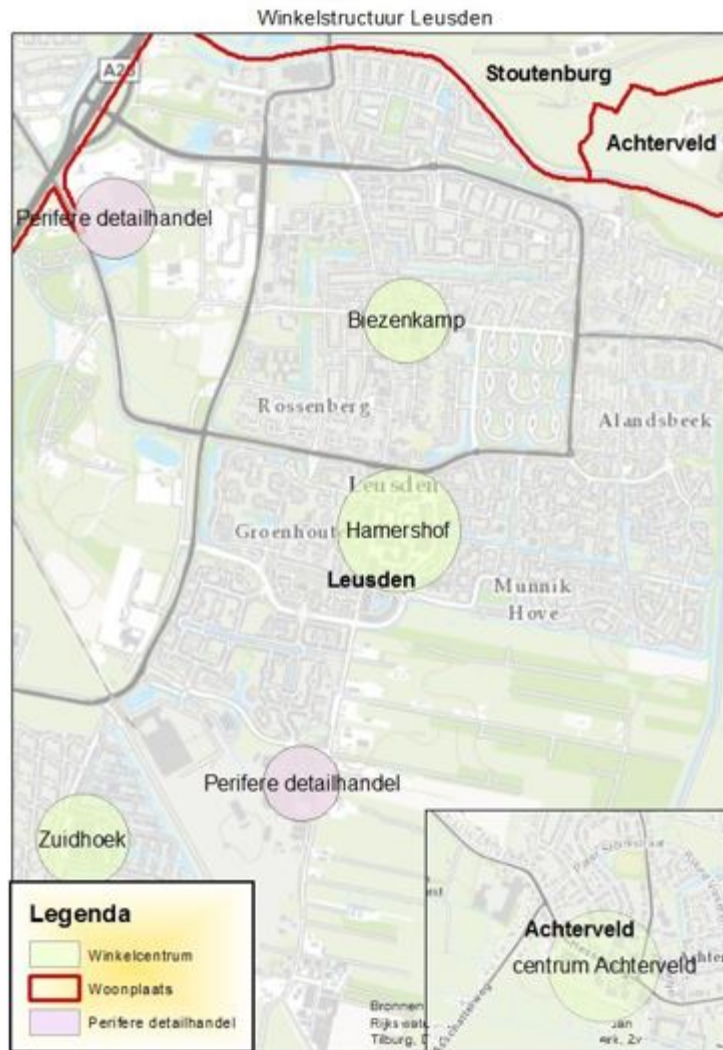 Winkelstructuur Leusden
A28
Stoutenburg
Achterveld
Perifere detailhandel
Biezenkamp
Rossenberg
Alandsbeek
Leusden
Groenhout
Hamershof
Leusden
Munnik
Hove
Perifere detailhandel
Zuidhoek
Legenda
Winkelcentrum
Woonplaats
Perifere detailhandel
Achterveld
centrum Achterveld
Bronnen
Tilburg,